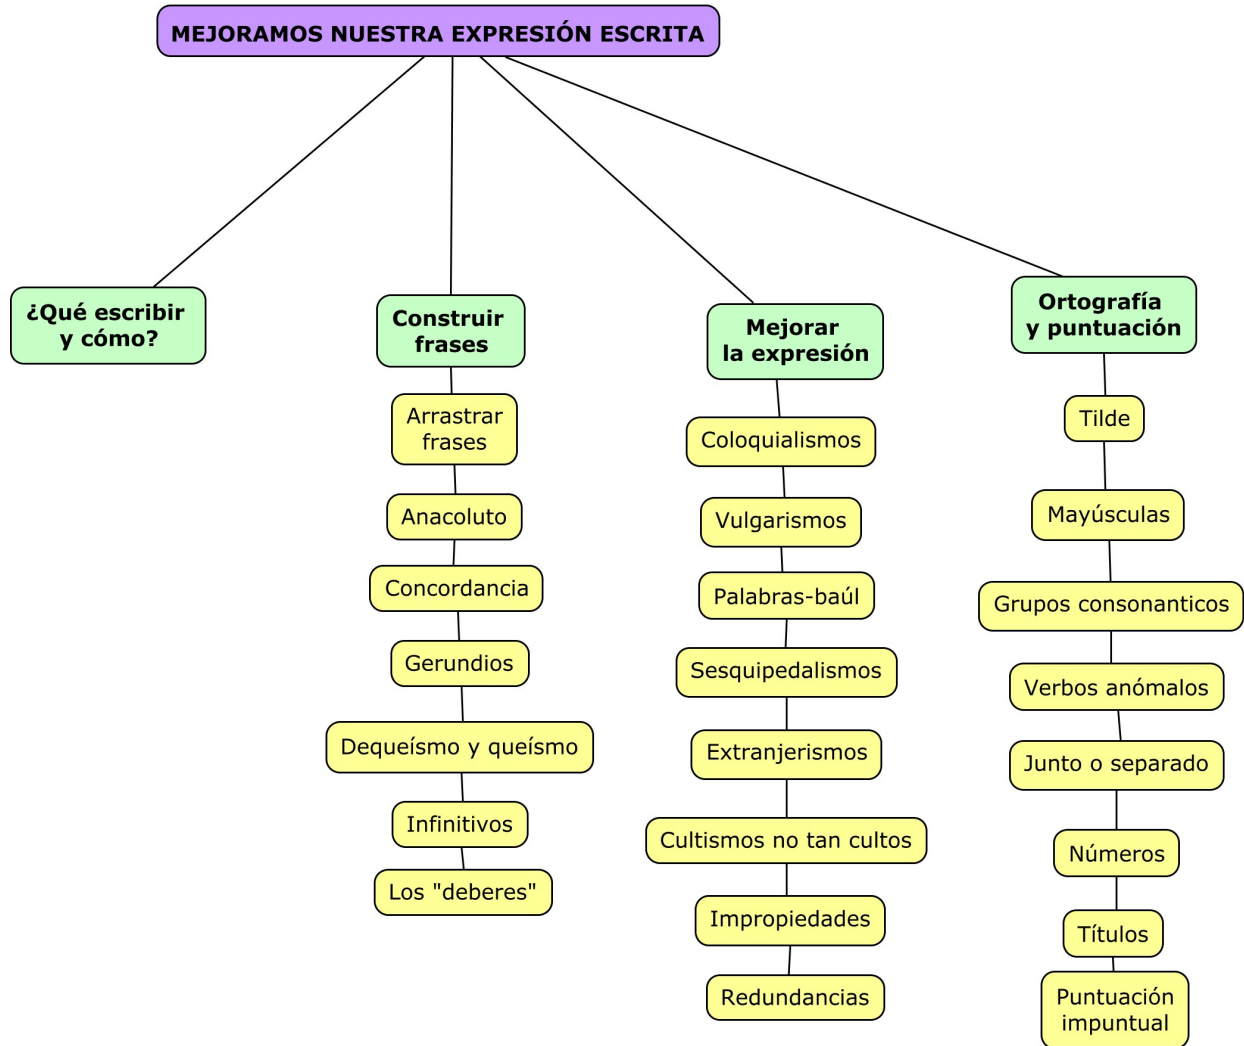 MEJORAMOS NUESTRA EXPRESIÓN ESCRITA
¿Qué escribir
y cómo?
Construir
frases
Arrastrar
frases
Anacoluto
Concordancia
Gerundios
Dequeísmo y queísmo
Infinitivos
Los "deberes"
Mejorar
la expresión
Coloquialismos
Vulgarismos
Palabras-baúl
Sesquipedalismos
Extranjerismos
Cultismos no tan cultos
Impropiedades
Redundancias
Ortografía
y puntuación
Tilde
Mayúsculas
Grupos consonanticos
Verbos anómalos
Junto o separado
Números
Títulos
Puntuación
impuntual